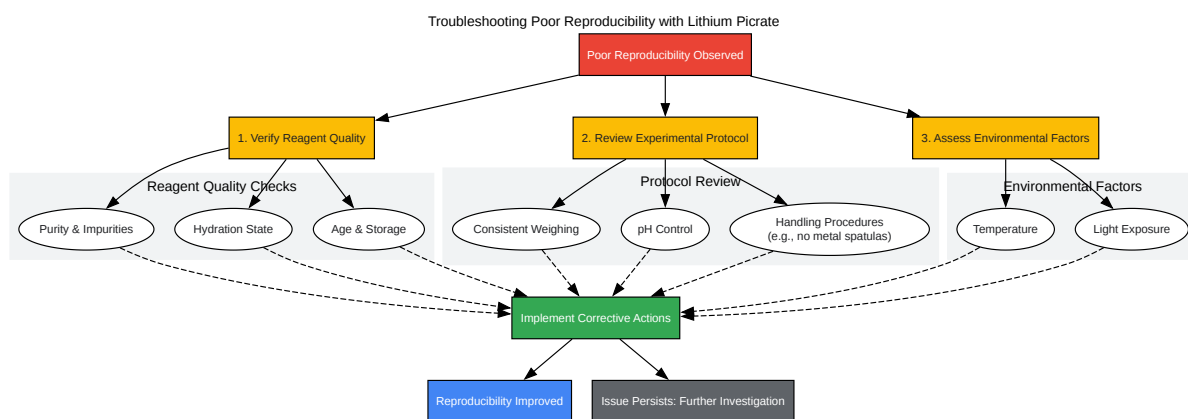 Troubleshooting Poor Reproducibility with Lithium Picrate
Poor Reproducibility Observed
1. Verify Reagent Quality
2. Review Experimental Protocol
3. Assess Environmental Factors
Reagent Quality Checks
Protocol Review
Environmental Factors
Purity & Impurities
Hydration State
Age & Storage
Consistent Weighing
pH Control
Handling Procedures
(e.g., no metal spatulas)
Temperature
Light Exposure
Implement Corrective Actions
Reproducibility Improved
Issue Persists: Further Investigation